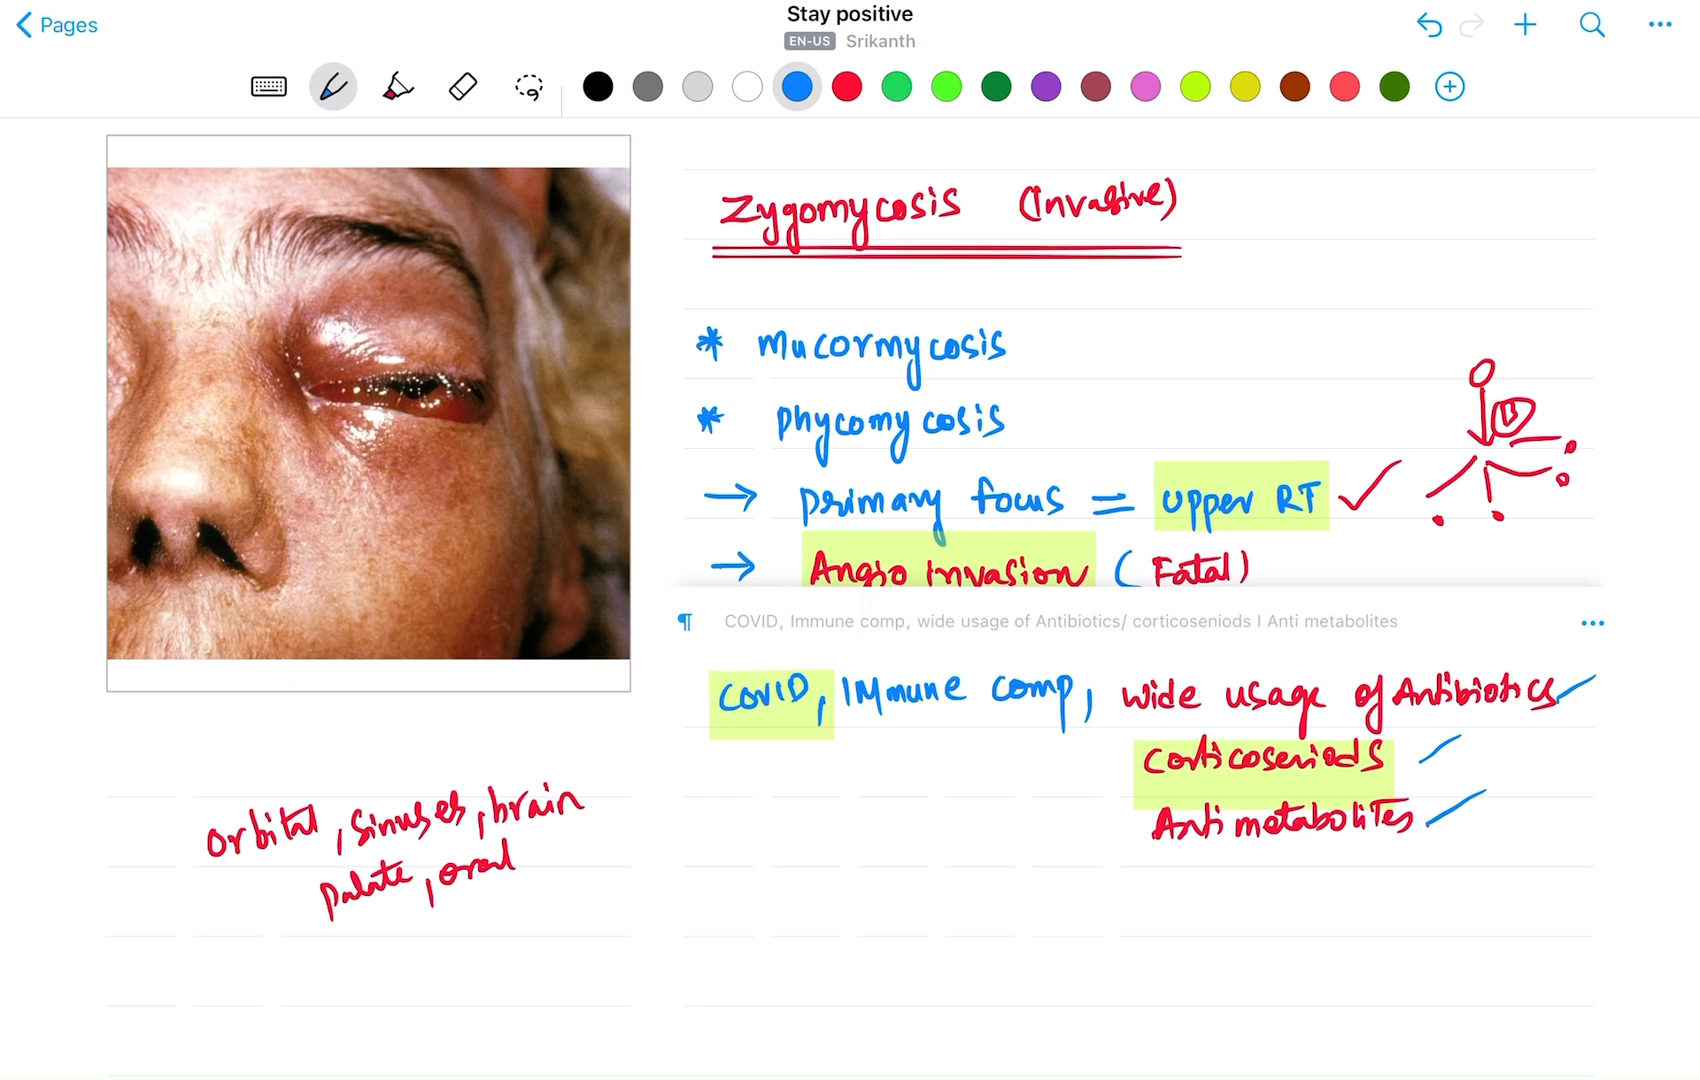 Pages
Stay positive
EN-US Srikanth
Zygomycosis (Invasive)
* Mucormycosis
* Phycomycosis
→ Primary focus = Upper RT ✓
→ Angio Invasion (Fatal)
¶ COVID, Immune comp, wide usage of Antibiotics/ corticoseniods I Anti metabolites
COVID, Immune comp, wide usage of Antibiotics
Corticoseniods
Anti metabolites
orbital, sinuses, brain
palate, oral